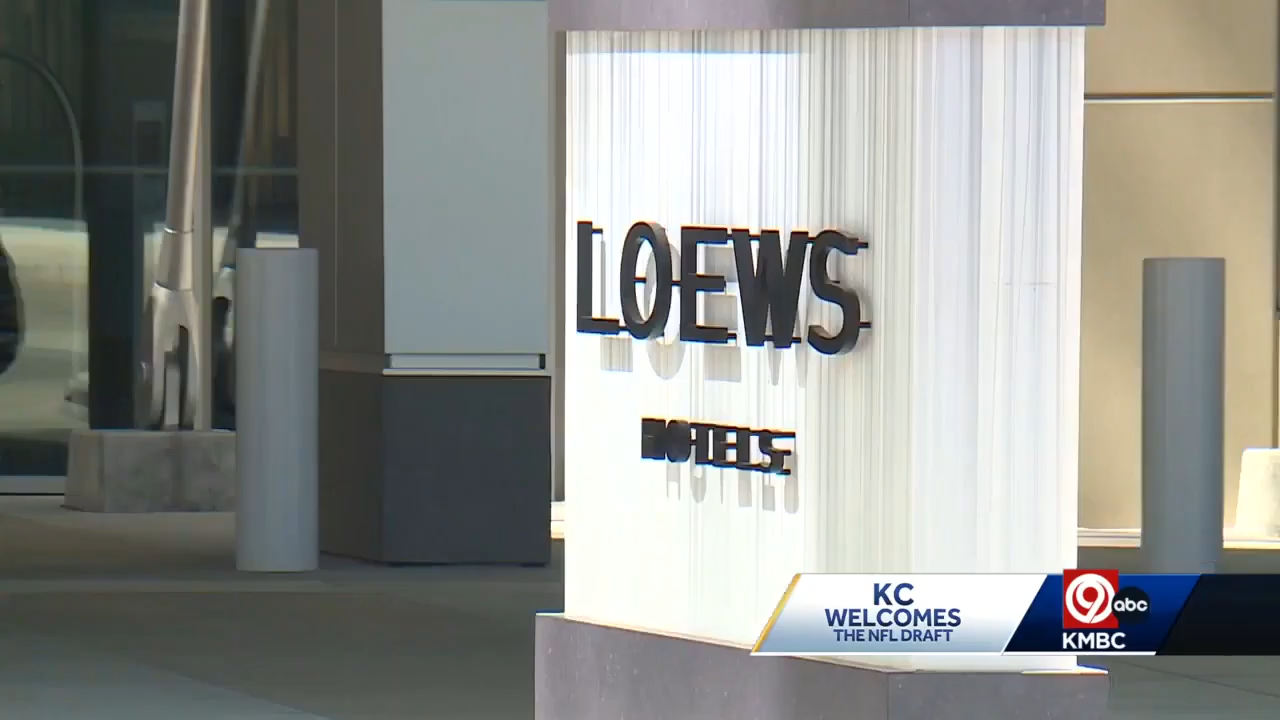 LOEWS
HOTELS
KC
WELCOMES
THE NFL DRAFT
9 abc
KMBC